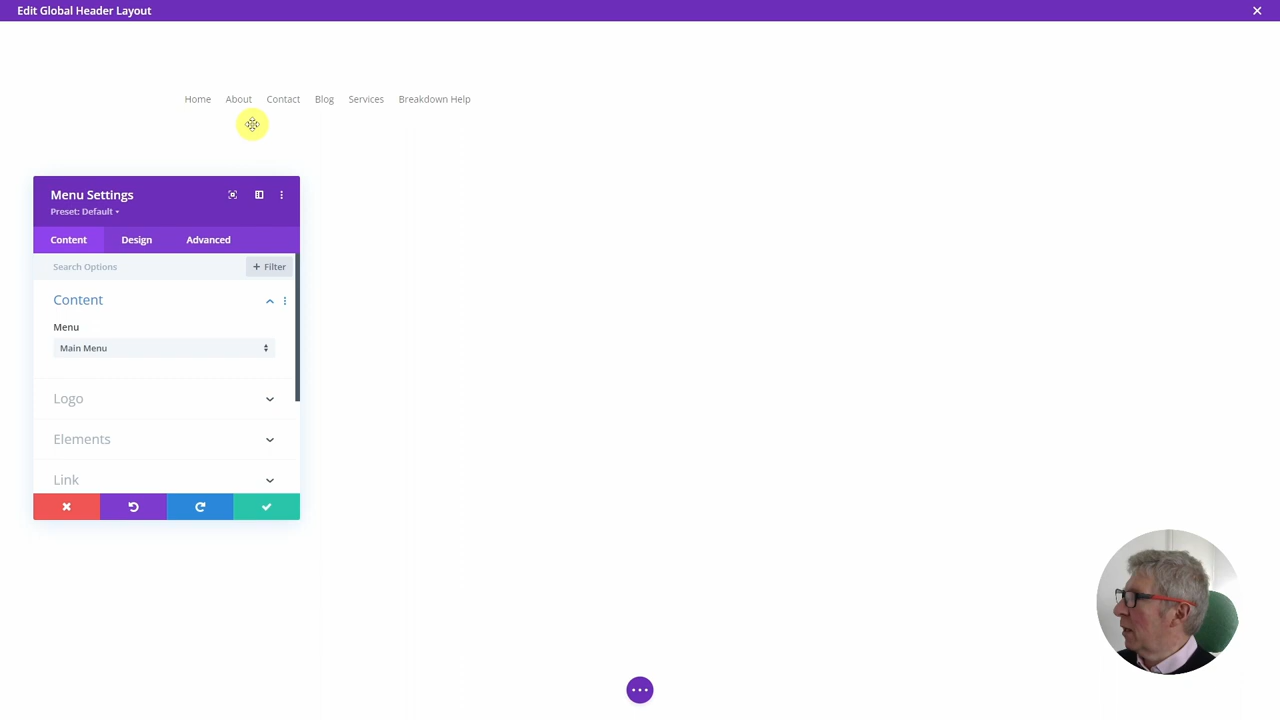 Edit Global Header Layout
Home About Contact Blog Services Breakdown Help
Menu Settings
Preset: Default
Content Design Advanced
Search Options + Filter
Content
Menu
Main Menu
Logo
Elements
Link